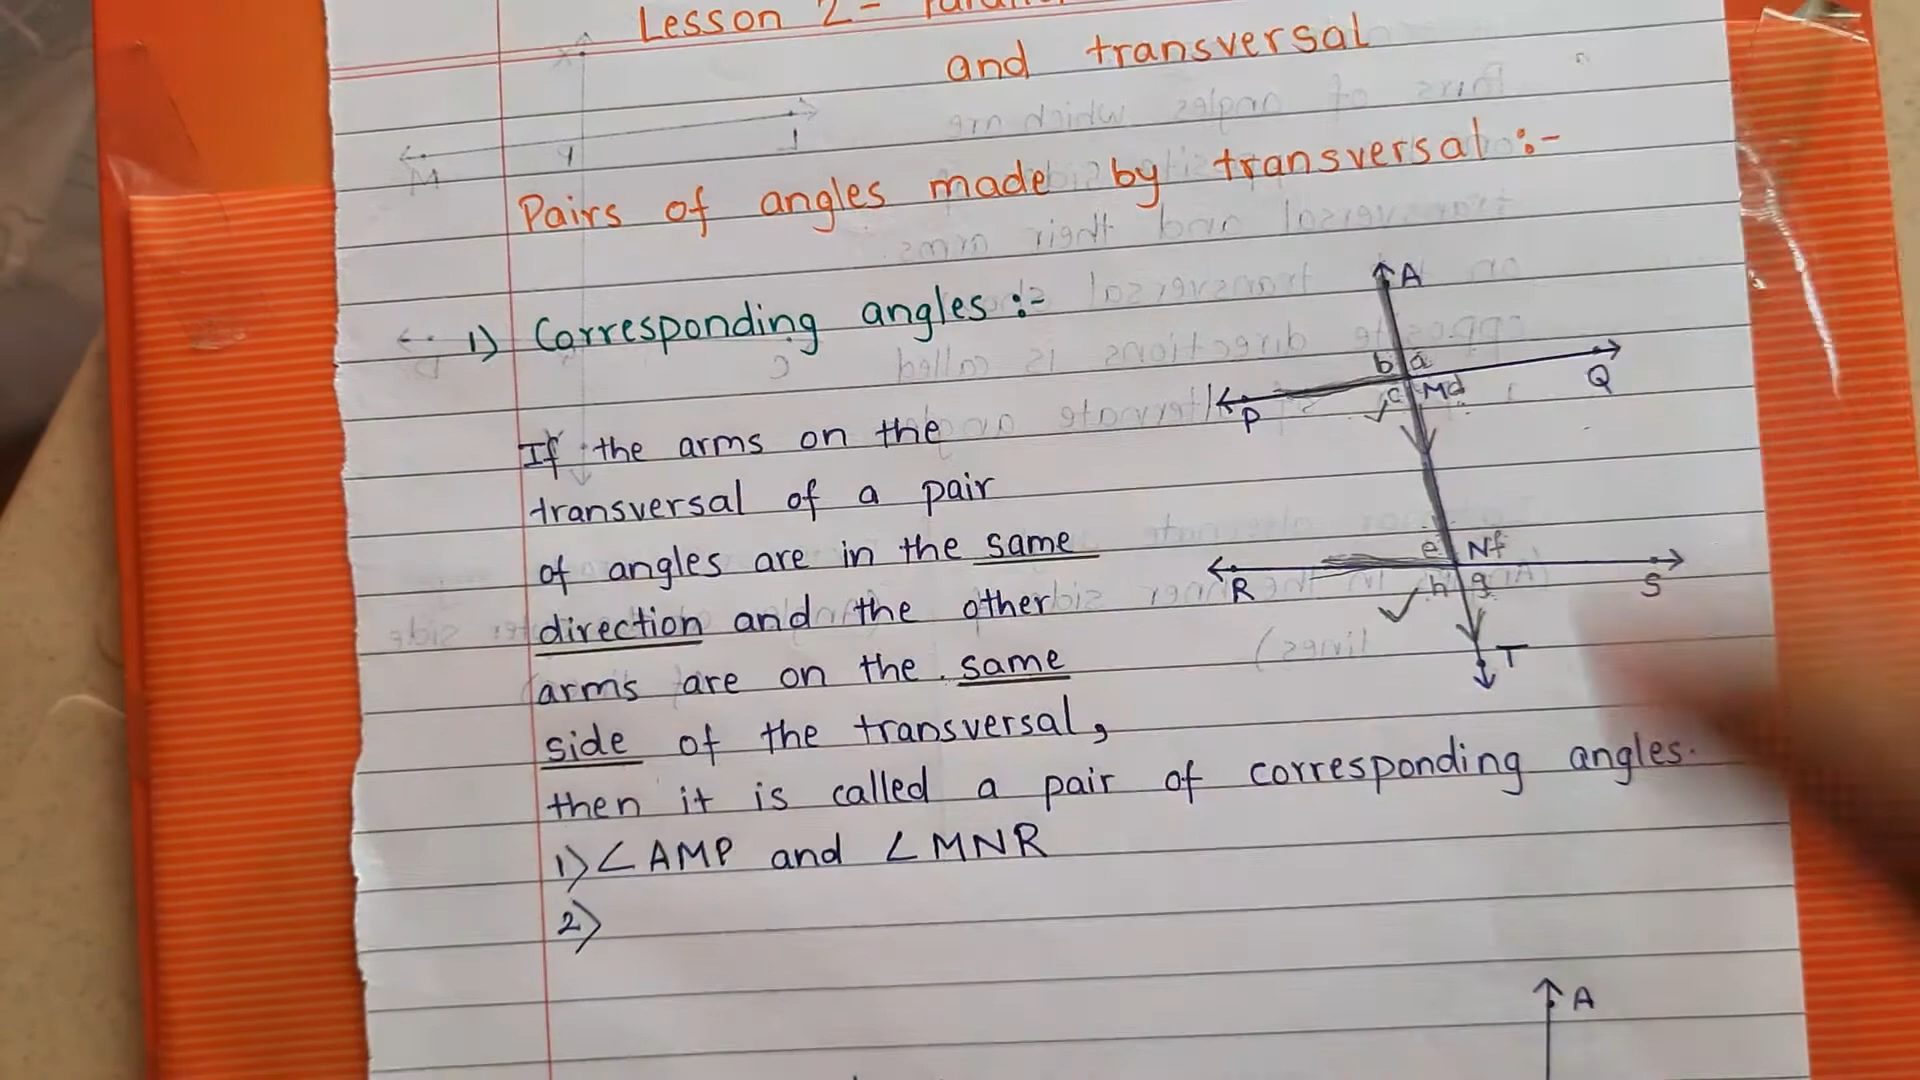 Lesson 2 -
and transversal
Pairs of angles made by transversal :-
1) Corresponding angles :-
If the arms on the
transversal of a pair
of angles are in the same
direction and the other
arms are on the same
side of the transversal,
then it is called a pair of corresponding angles.
1) ∠AMP and ∠MNR
2)
A
b a
P c Md Q
e Nf
R h g S
T
A